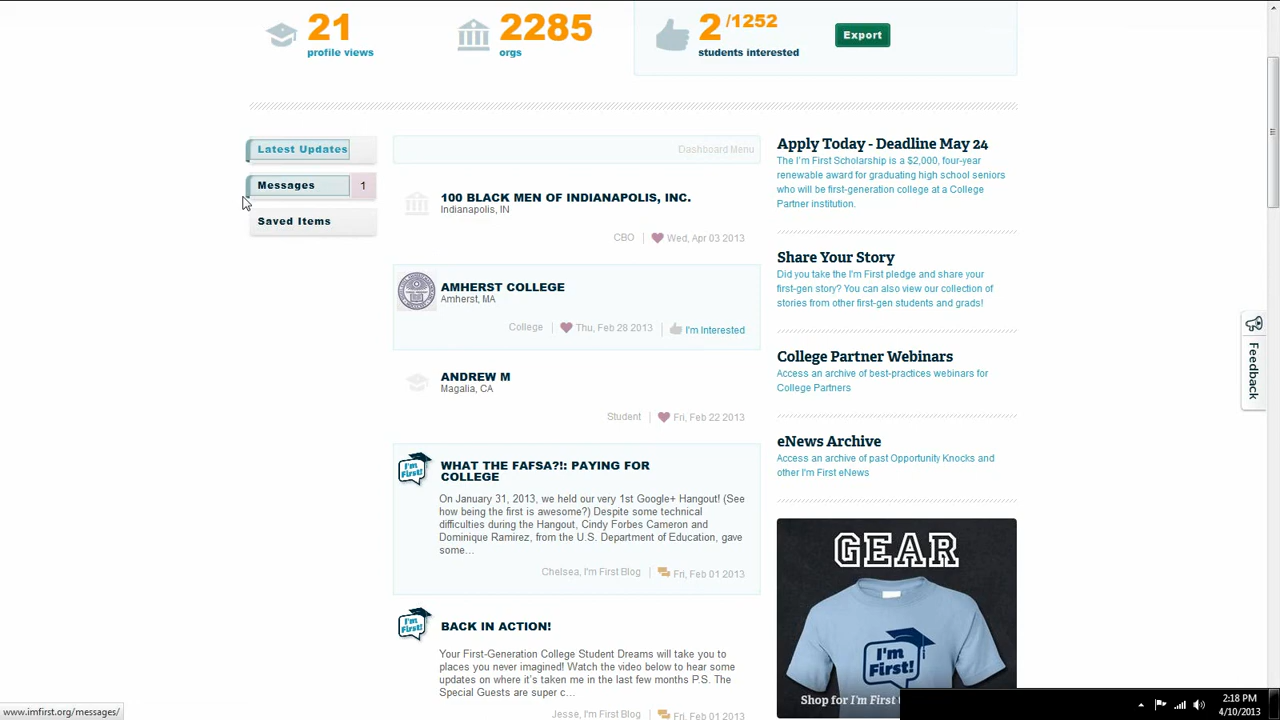 21
profile views
2285
orgs
2 /1252
students interested
Export
Latest Updates
Messages 1
Saved Items
Dashboard Menu
100 BLACK MEN OF INDIANAPOLIS, INC.
Indianapolis, IN
CBO Wed, Apr 03 2013
AMHERST COLLEGE
Amherst, MA
College Thu, Feb 28 2013 I'm Interested
ANDREW M
Magalia, CA
Student Fri, Feb 22 2013
I'm First!
WHAT THE FAFSA?!: PAYING FOR
COLLEGE
On January 31, 2013, we held our very 1st Google+ Hangout! (See
how being the first is awesome?) Despite some technical
difficulties during the Hangout, Cindy Forbes Cameron and
Dominique Ramirez, from the U.S. Department of Education, gave
some...
Chelsea, I'm First Blog Fri, Feb 01 2013
I'm First!
BACK IN ACTION!
Your First-Generation College Student Dreams will take you to
places you never imagined! Watch the video below to hear some
updates on where it's taken me in the last few months P.S. The
Special Guests are super c...
Jesse, I'm First Blog Fri, Feb 01 2013
Apply Today - Deadline May 24
The I'm First Scholarship is a $2,000, four-year
renewable award for graduating high school seniors
who will be first-generation college at a College
Partner institution.
Share Your Story
Did you take the I'm First pledge and share your
first-gen story? You can also view our collection of
stories from other first-gen students and grads!
College Partner Webinars
Access an archive of best-practices webinars for
College Partners
eNews Archive
Access an archive of past Opportunity Knocks and
other I'm First eNews
GEAR
I'm
First!
Shop for I'm First
Feedback
www.imfirst.org/messages/
2:18 PM
4/10/2013